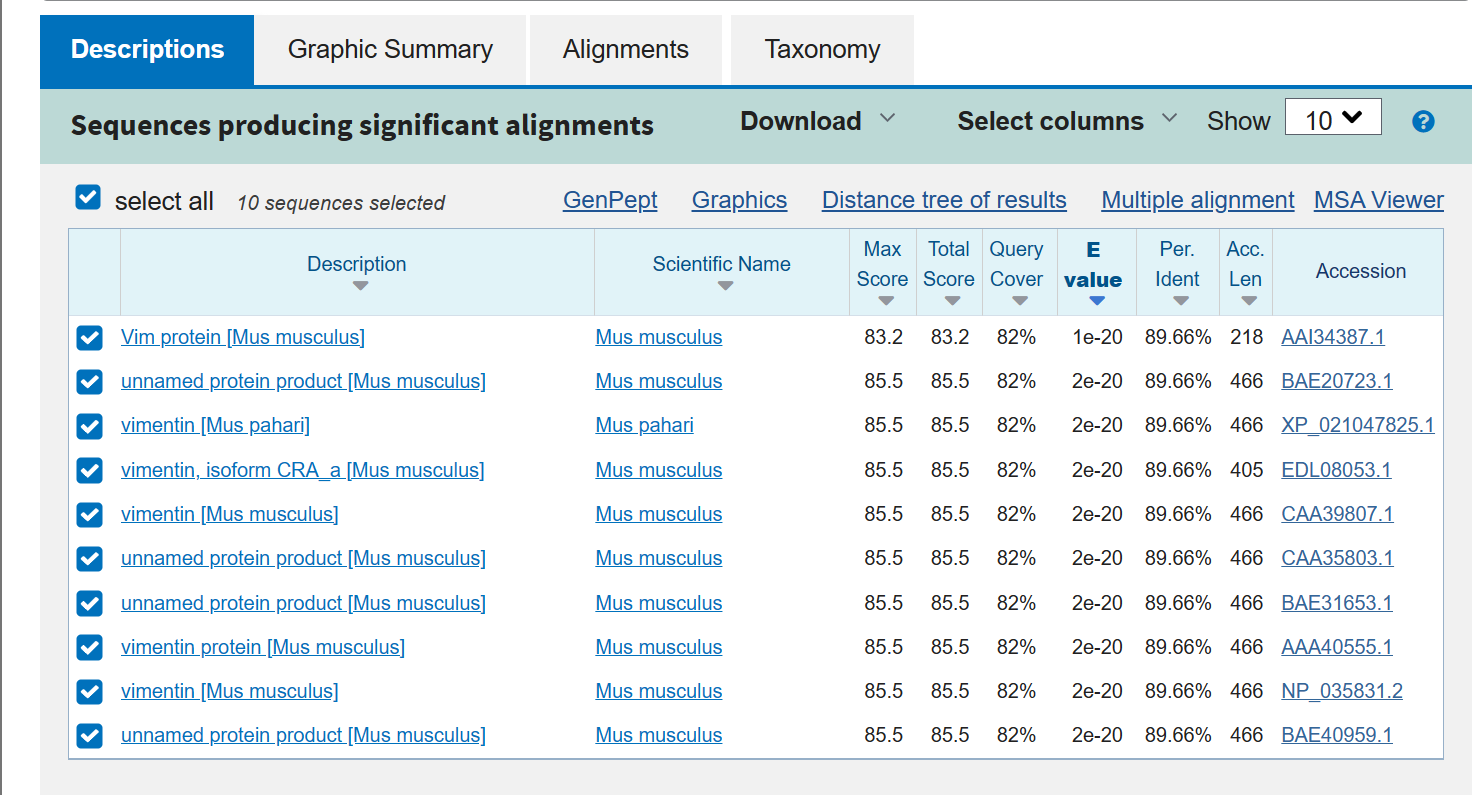 Descriptions Graphic Summary Alignments Taxonomy
Sequences producing significant alignments Download Select columns Show 10 ?
select all 10 sequences selected GenPept Graphics Distance tree of results Multiple alignment MSA Viewer
Description Scientific Name Max Score Total Score Query Cover E value Per. Ident Acc. Len Accession
Vim protein [Mus musculus] Mus musculus 83.2 83.2 82% 1e-20 89.66% 218 AAI34387.1
unnamed protein product [Mus musculus] Mus musculus 85.5 85.5 82% 2e-20 89.66% 466 BAE20723.1
vimentin [Mus pahari] Mus pahari 85.5 85.5 82% 2e-20 89.66% 466 XP_021047825.1
vimentin, isoform CRA_a [Mus musculus] Mus musculus 85.5 85.5 82% 2e-20 89.66% 405 EDL08053.1
vimentin [Mus musculus] Mus musculus 85.5 85.5 82% 2e-20 89.66% 466 CAA39807.1
unnamed protein product [Mus musculus] Mus musculus 85.5 85.5 82% 2e-20 89.66% 466 CAA35803.1
unnamed protein product [Mus musculus] Mus musculus 85.5 85.5 82% 2e-20 89.66% 466 BAE31653.1
vimentin protein [Mus musculus] Mus musculus 85.5 85.5 82% 2e-20 89.66% 466 AAA40555.1
vimentin [Mus musculus] Mus musculus 85.5 85.5 82% 2e-20 89.66% 466 NP_035831.2
unnamed protein product [Mus musculus] Mus musculus 85.5 85.5 82% 2e-20 89.66% 466 BAE40959.1